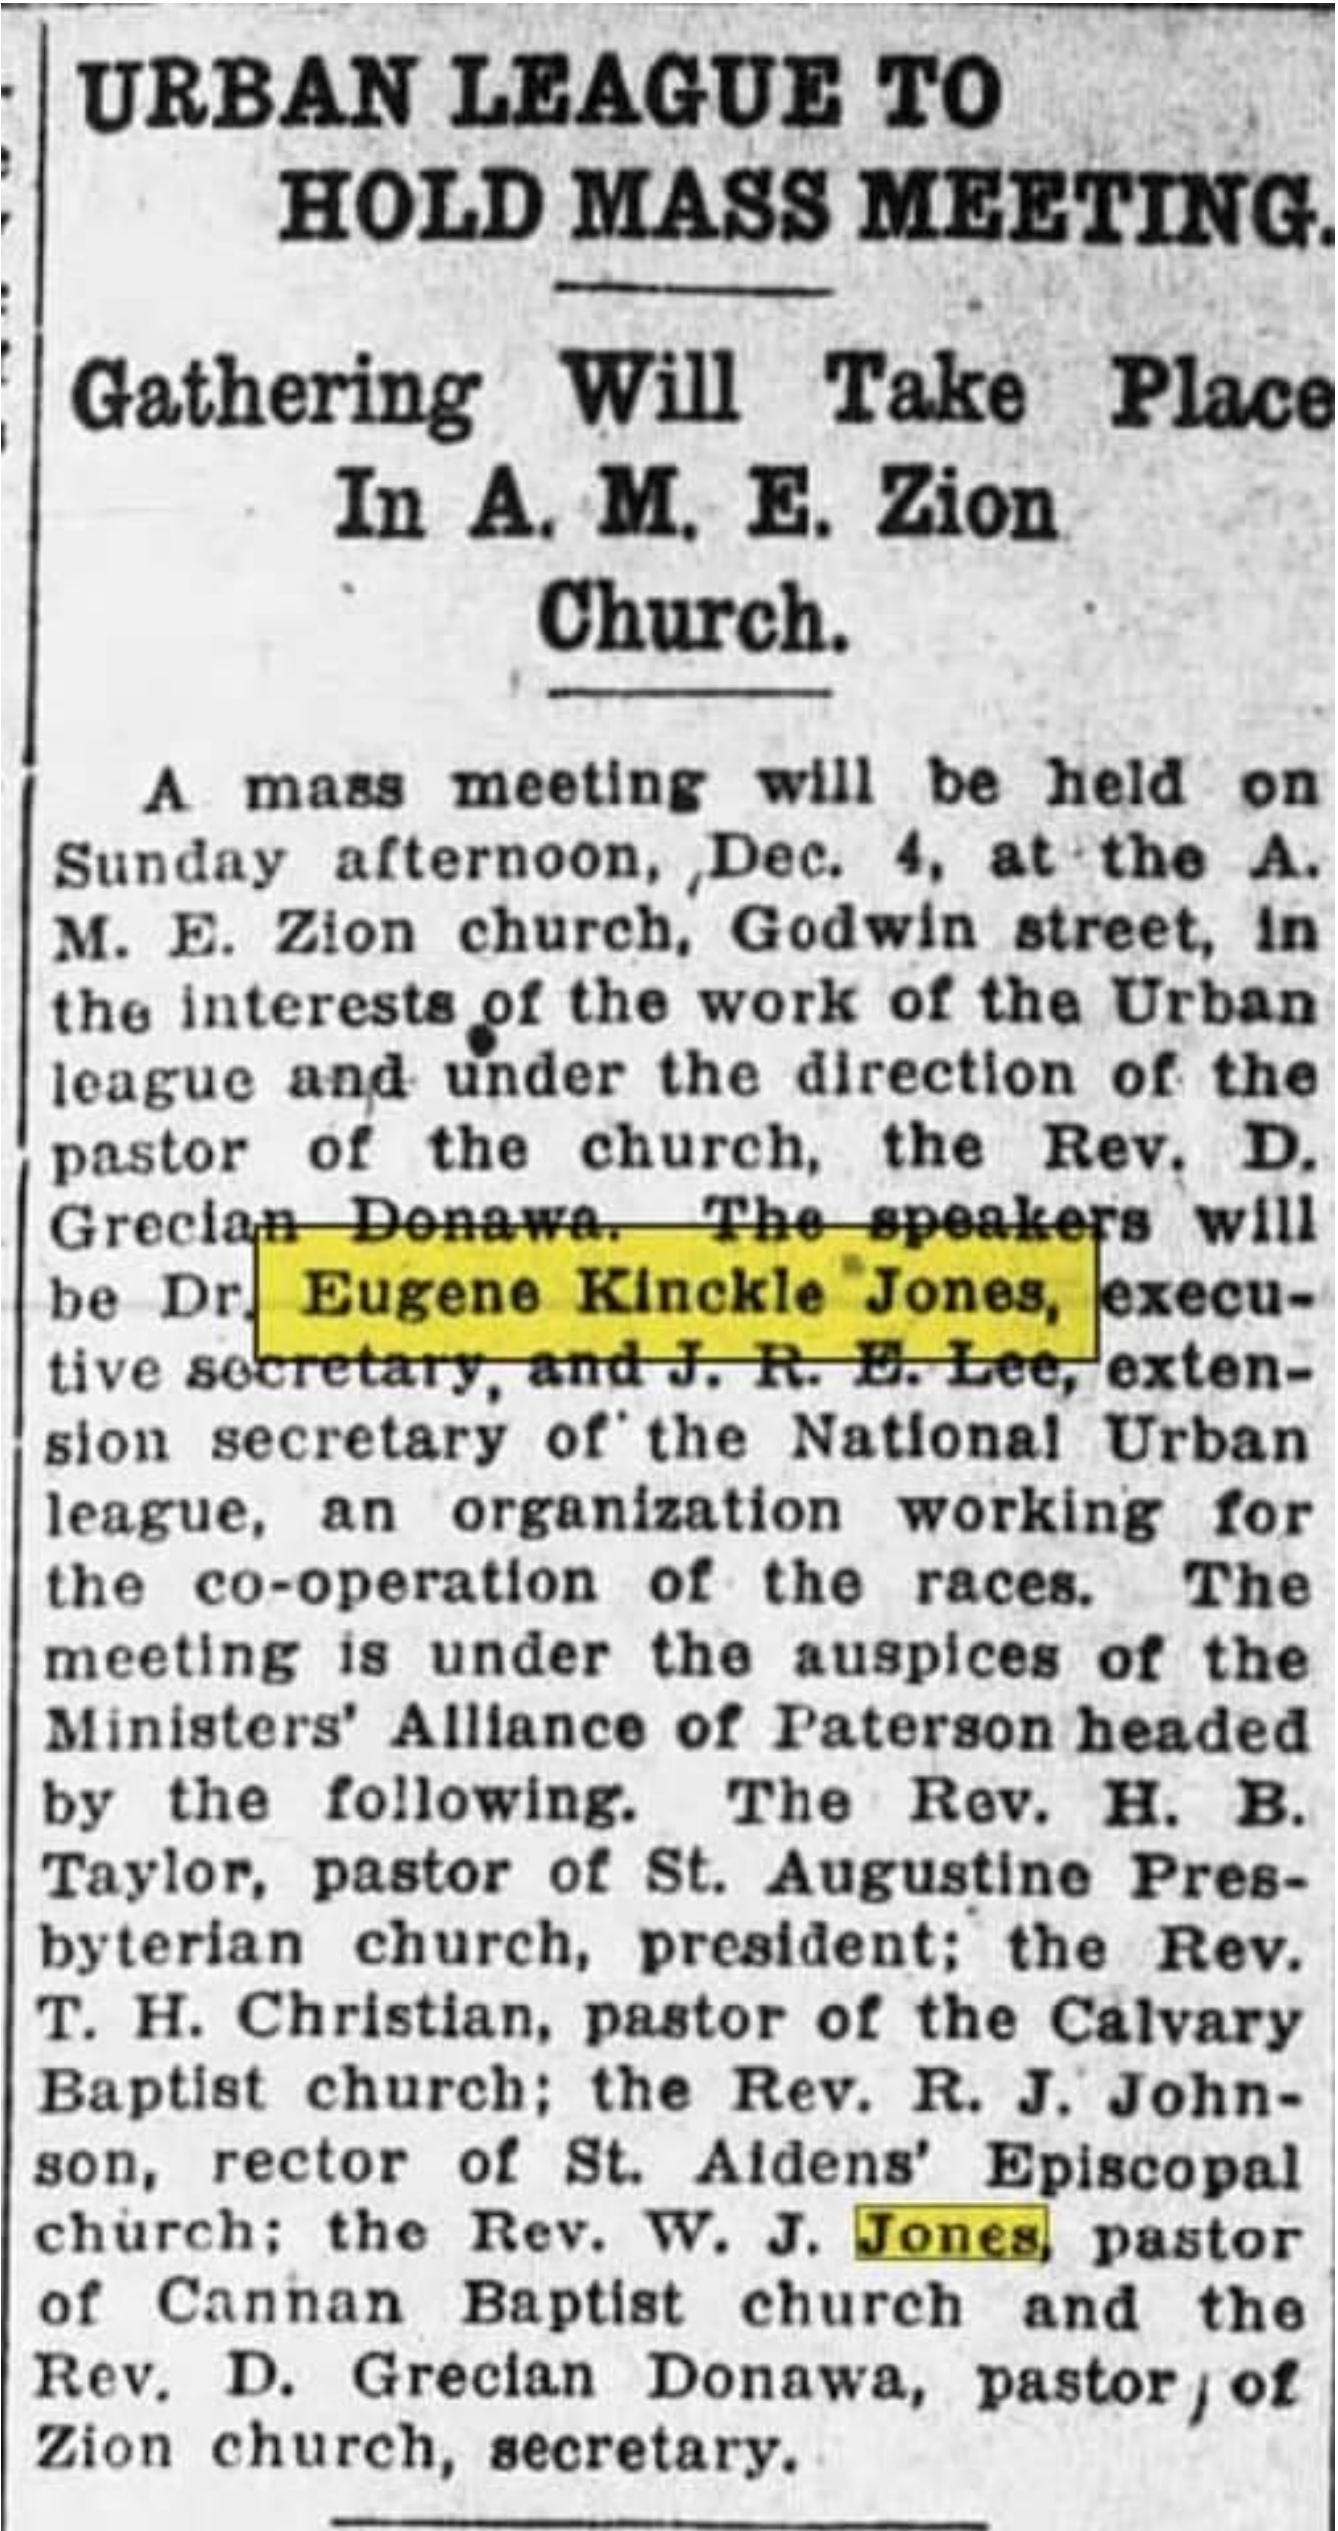 URBAN LEAGUE TO
HOLD MASS MEETING.
Gathering Will Take Place
In A. M. E. Zion
Church.
A mass meeting will be held on
Sunday afternoon, Dec. 4, at the A.
M. E. Zion church, Godwin street, in
the interests of the work of the Urban
league and under the direction of the
pastor of the church, the Rev. D.
Grecian Donawa. The speakers will
be Dr. Eugene Kinckle Jones, execu-
tive secretary, and J. R. E. Lee, exten-
sion secretary of the National Urban
league, an organization working for
the co-operation of the races. The
meeting is under the auspices of the
Ministers' Alliance of Paterson headed
by the following. The Rev. H. B.
Taylor, pastor of St. Augustine Pres-
byterian church, president; the Rev.
T. H. Christian, pastor of the Calvary
Baptist church; the Rev. R. J. John-
son, rector of St. Aidens' Episcopal
church; the Rev. W. J. Jones, pastor
of Cannan Baptist church and the
Rev. D. Grecian Donawa, pastor of
Zion church, secretary.